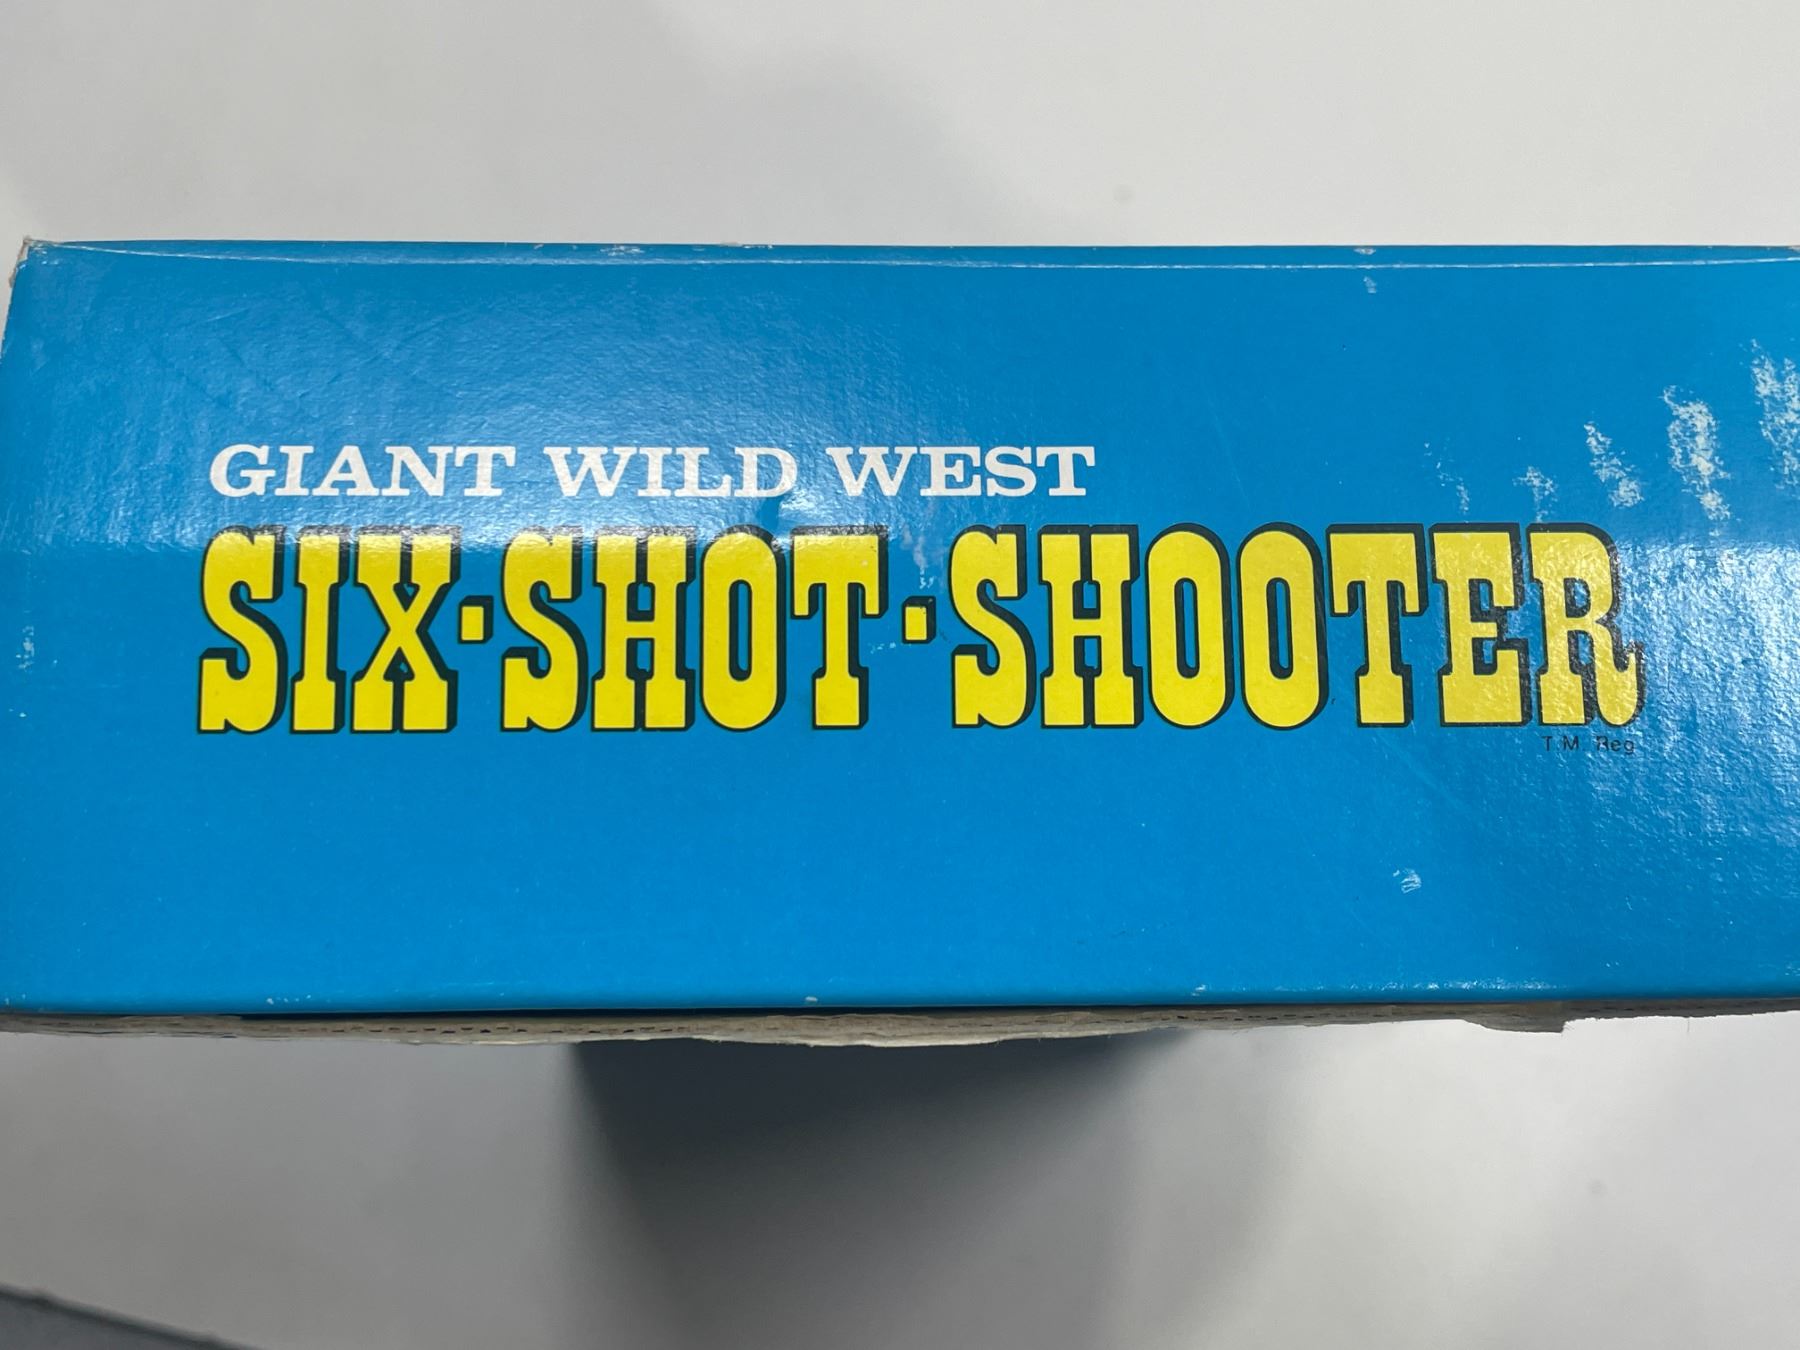 GIANT WILD WEST
SIX·SHOT·SHOOTER
T.M. Reg